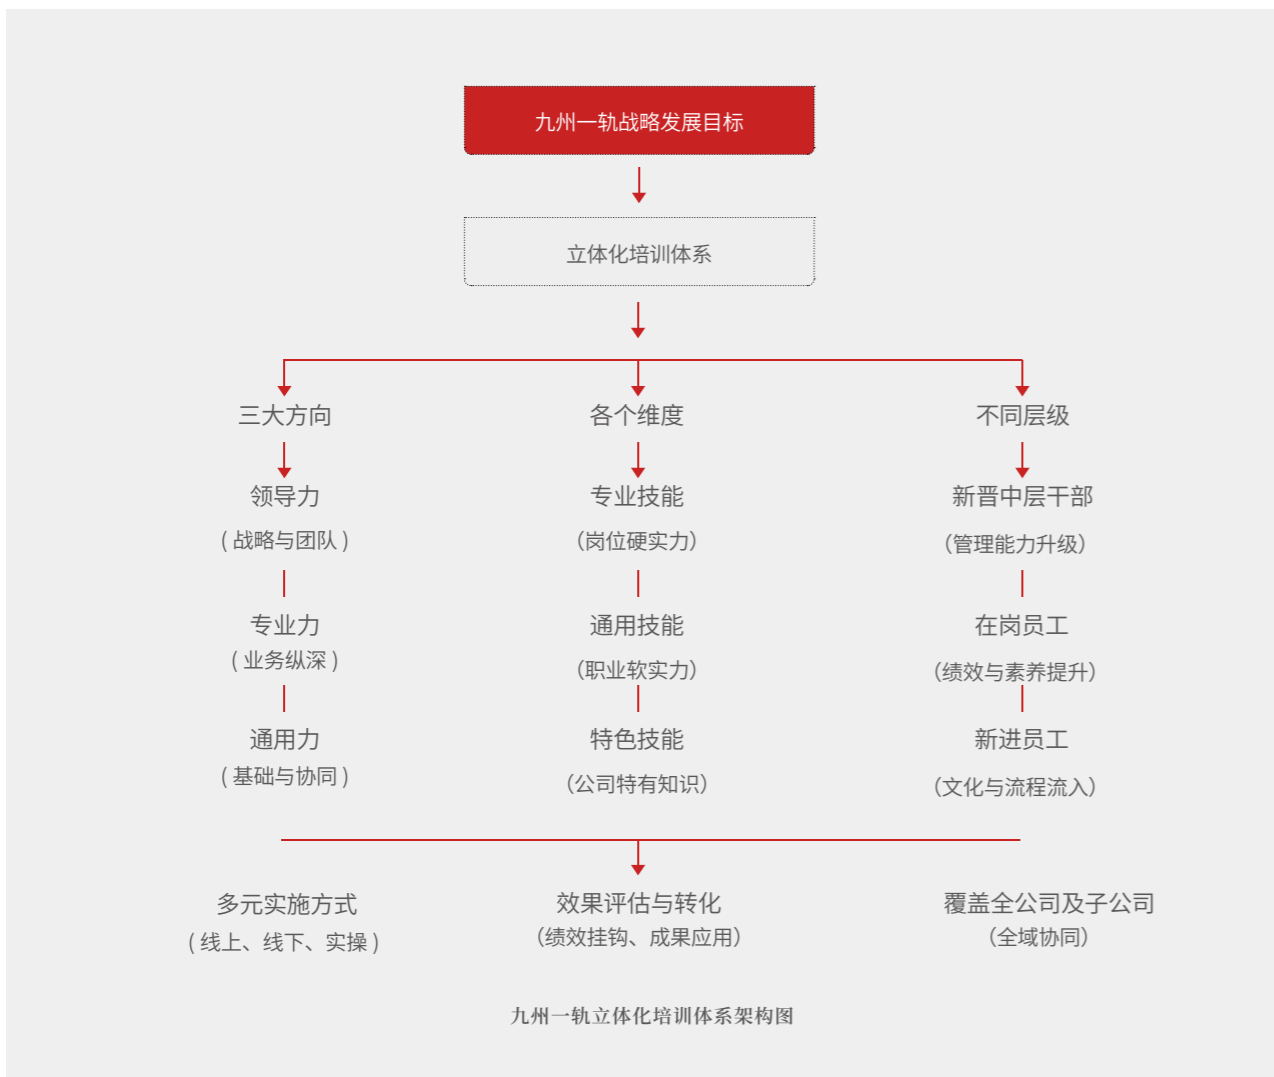 九州一轨战略发展目标
立体化培训体系
三大方向
各个维度
不同层级
领导力
(战略与团队)
专业技能
（岗位硬实力）
新晋中层干部
（管理能力升级）
专业力
(业务纵深)
通用技能
（职业软实力）
在岗员工
（绩效与素养提升）
通用力
(基础与协同)
特色技能
（公司特有知识）
新进员工
（文化与流程流入）
多元实施方式
(线上、线下、实操)
效果评估与转化
（绩效挂钩、成果应用）
覆盖全公司及子公司
（全域协同）
九州一轨立体化培训体系架构图